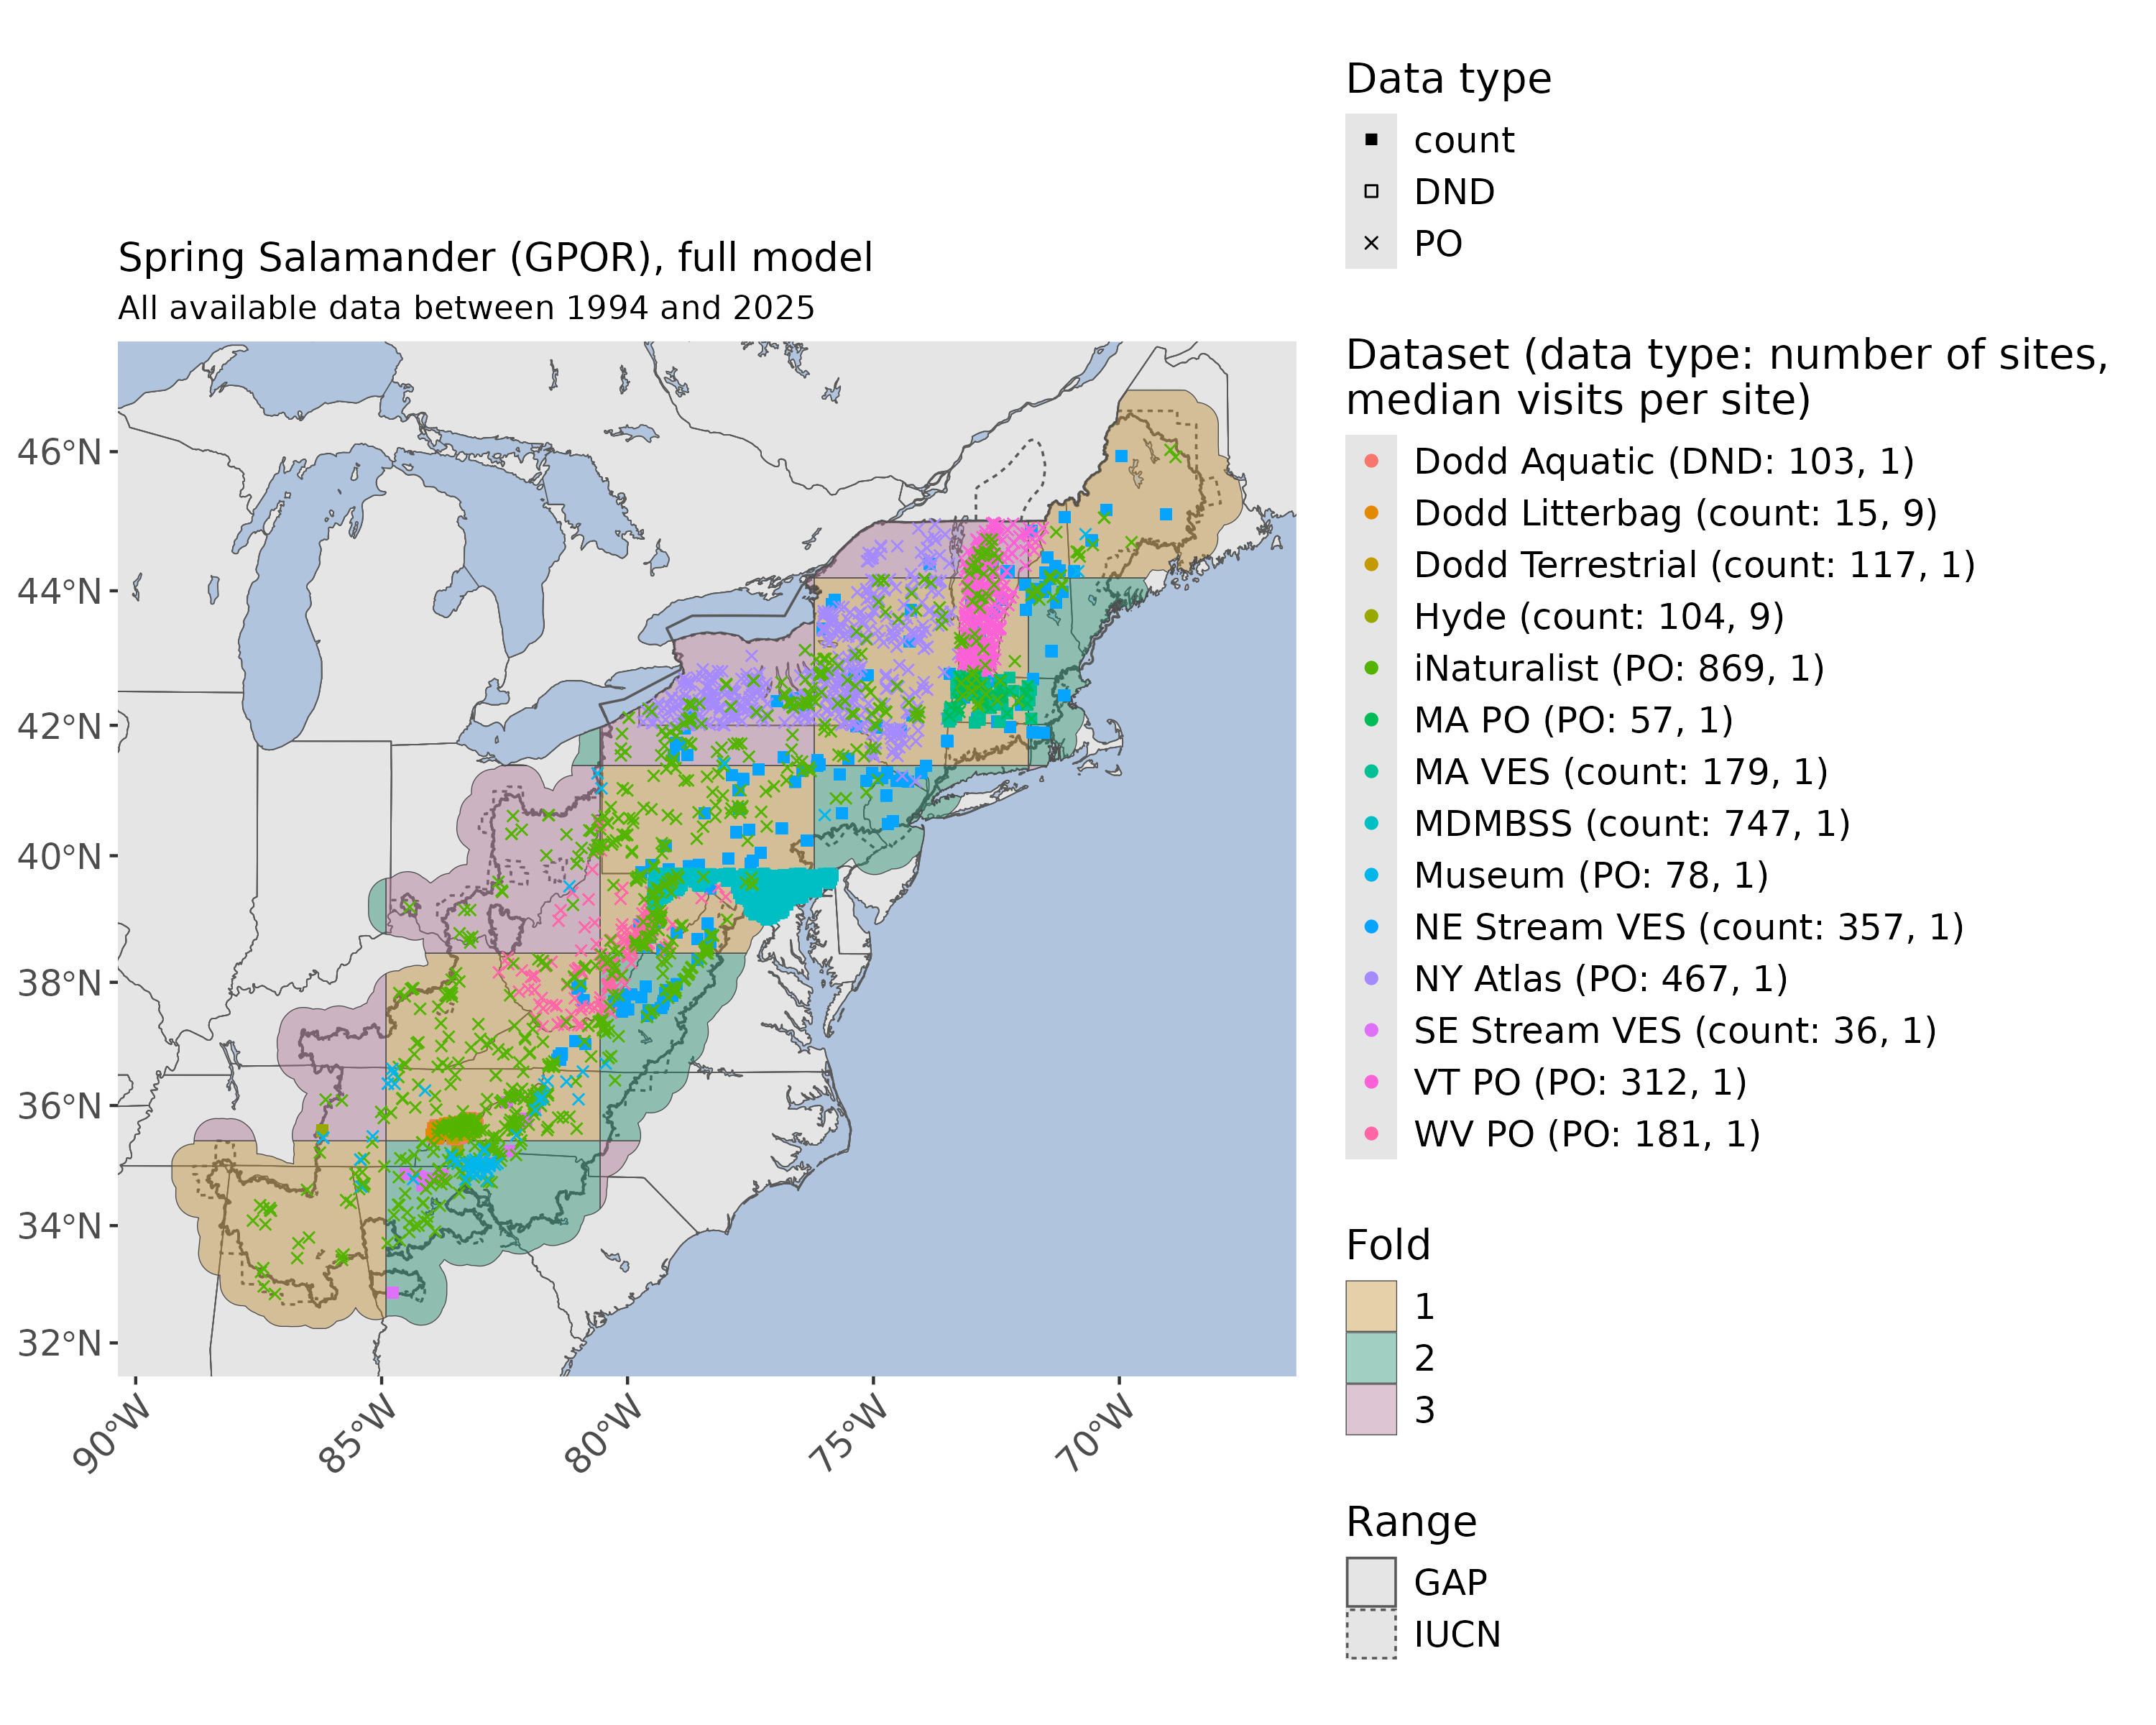 Spring Salamander (GPOR), full model
All available data between 1994 and 2025
46°N
44°N
42°N
40°N
38°N
36°N
34°N
32°N
90°W
85°W
80°W
75°W
70°W
Data type
count
DND
PO
Dataset (data type: number of sites,
median visits per site)
Dodd Aquatic (DND: 103, 1)
Dodd Litterbag (count: 15, 9)
Dodd Terrestrial (count: 117, 1)
Hyde (count: 104, 9)
iNaturalist (PO: 869, 1)
MA PO (PO: 57, 1)
MA VES (count: 179, 1)
MDMBSS (count: 747, 1)
Museum (PO: 78, 1)
NE Stream VES (count: 357, 1)
NY Atlas (PO: 467, 1)
SE Stream VES (count: 36, 1)
VT PO (PO: 312, 1)
WV PO (PO: 181, 1)
Fold
1
2
3
Range
GAP
IUCN